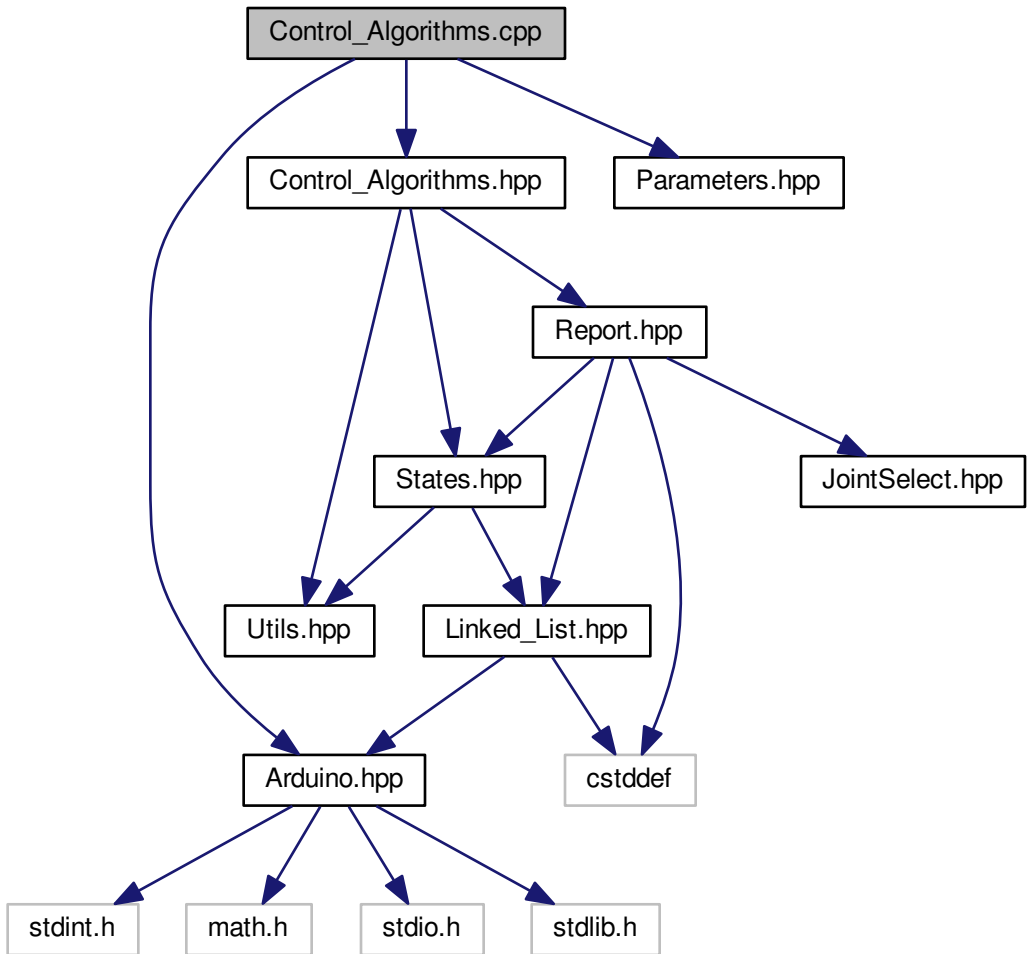 Control_Algorithms.cpp
Control_Algorithms.hpp
Parameters.hpp
Report.hpp
States.hpp
JointSelect.hpp
Utils.hpp
Linked_List.hpp
Arduino.hpp
cstddef
stdint.h
math.h
stdio.h
stdlib.h